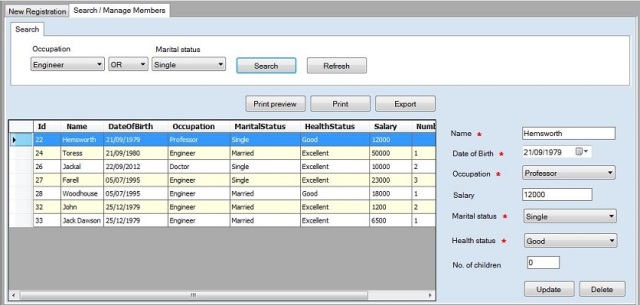 New Registration Search / Manage Members
Search
Occupation Marital status
Engineer OR Single Search Refresh
Print preview Print Export
Id Name DateOfBirth Occupation MaritalStatus HealthStatus Salary Numb
22 Hemsworth 21/09/1979 Professor Single Good 12000
24 Toress 21/09/1980 Engineer Married Excellent 50000 1
26 Jackal 22/09/2012 Doctor Single Excellent 10000 2
27 Farell 05/07/1995 Engineer Single Excellent 23000 3
28 Woodhouse 05/07/1995 Engineer Married Good 18000 1
32 John 25/12/1979 Engineer Married Excellent 1200 2
33 Jack Dawson 25/12/1979 Engineer Married Excellent 6500 1
Name * Hemsworth
Date of Birth * 21/09/1979
Occupation * Professor
Salary 12000
Marital status * Single
Health status * Good
No. of children 0
Update Delete